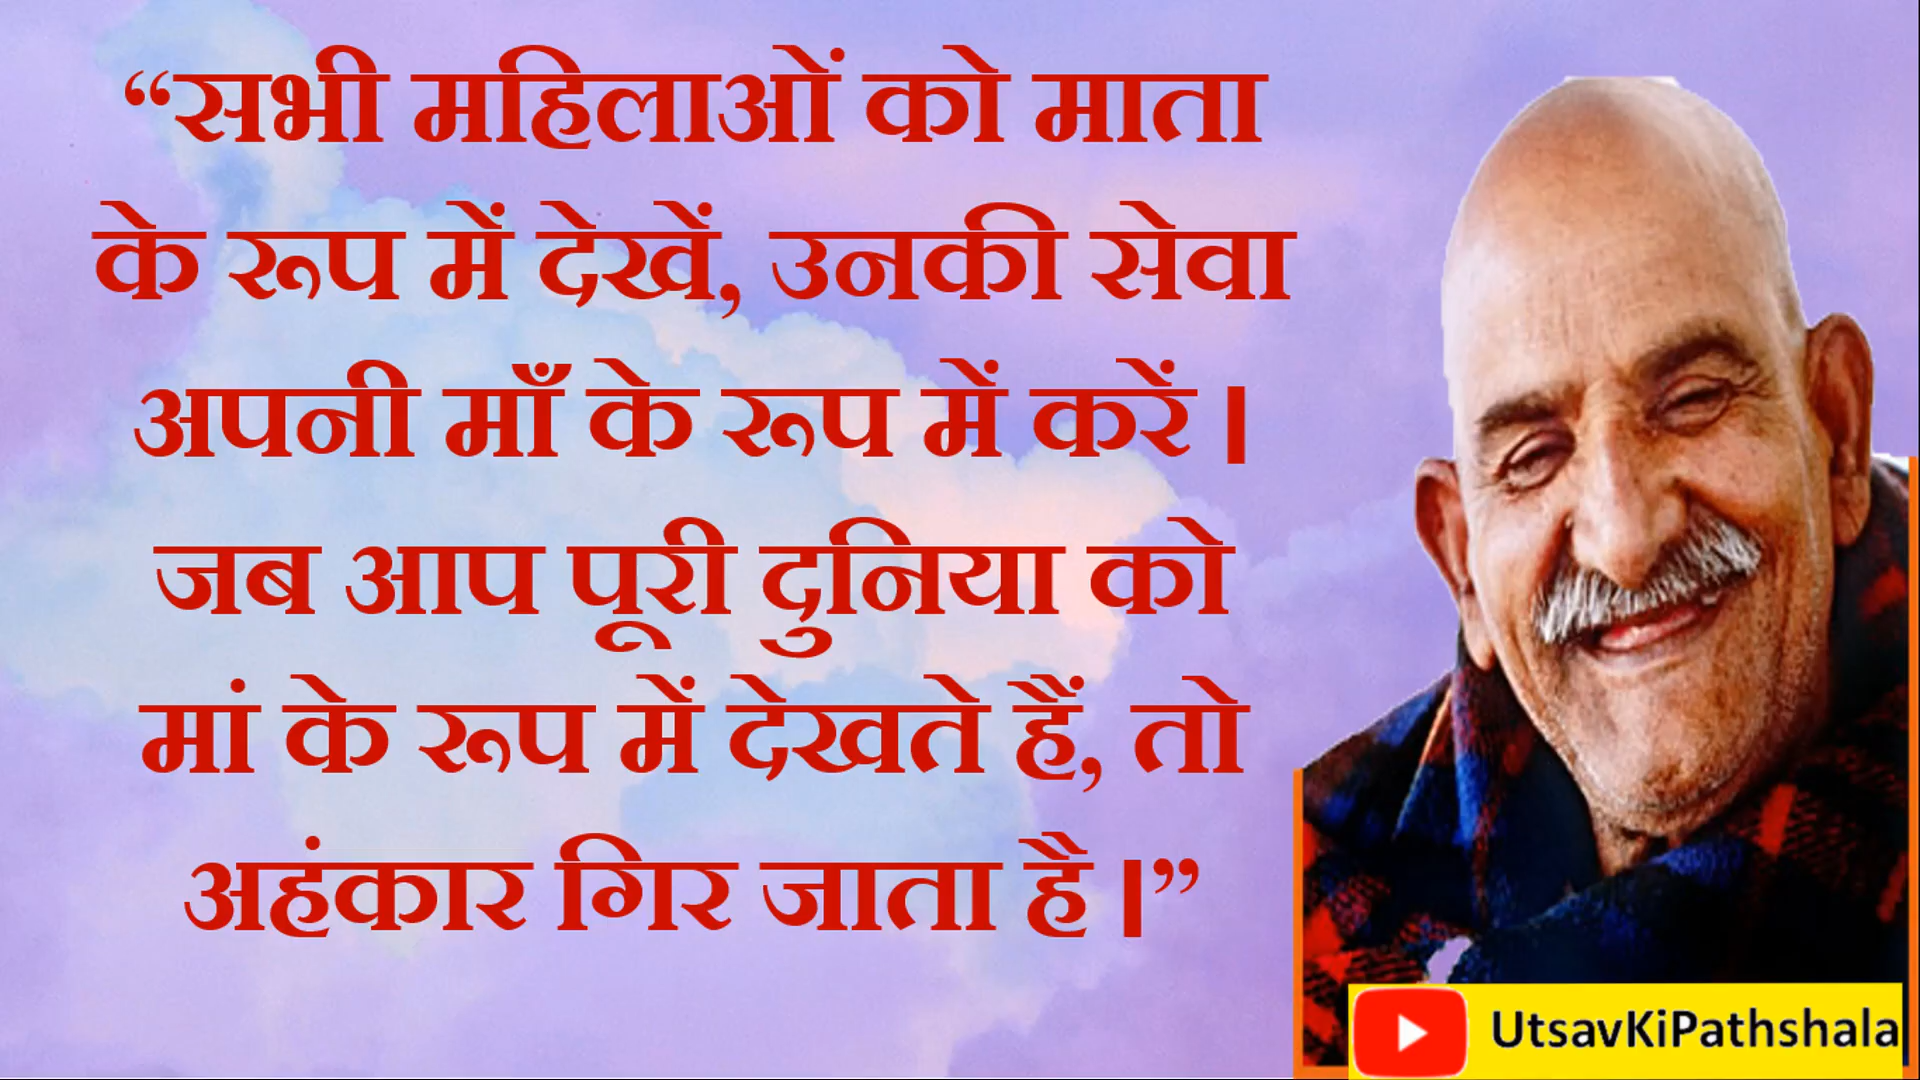 “सभी महिलाओं को माता
के रूप में देखें, उनकी सेवा
अपनी माँ के रूप में करें।
जब आप पूरी दुनिया को
मां के रूप में देखते हैं, तो
अहंकार गिर जाता है।”
UtsavKiPathshala